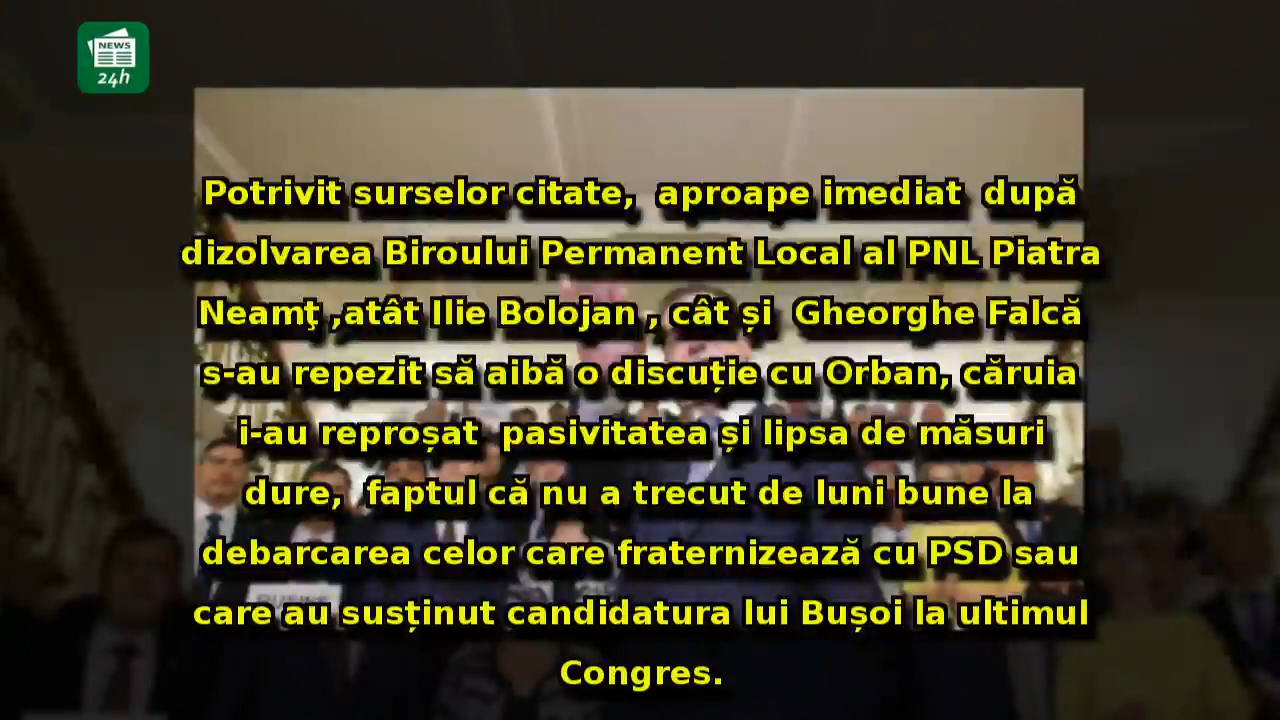 NEWS
24h
Potrivit surselor citate,  aproape imediat  după
dizolvarea Biroului Permanent Local al PNL Piatra
Neamţ ,atât Ilie Bolojan , cât și  Gheorghe Falcă
s-au repezit să aibă o discuție cu Orban, căruia
i-au reproșat  pasivitatea și lipsa de măsuri
dure,  faptul că nu a trecut de luni bune la
debarcarea celor care fraternizează cu PSD sau
care au susținut candidatura lui Bușoi la ultimul
Congres.